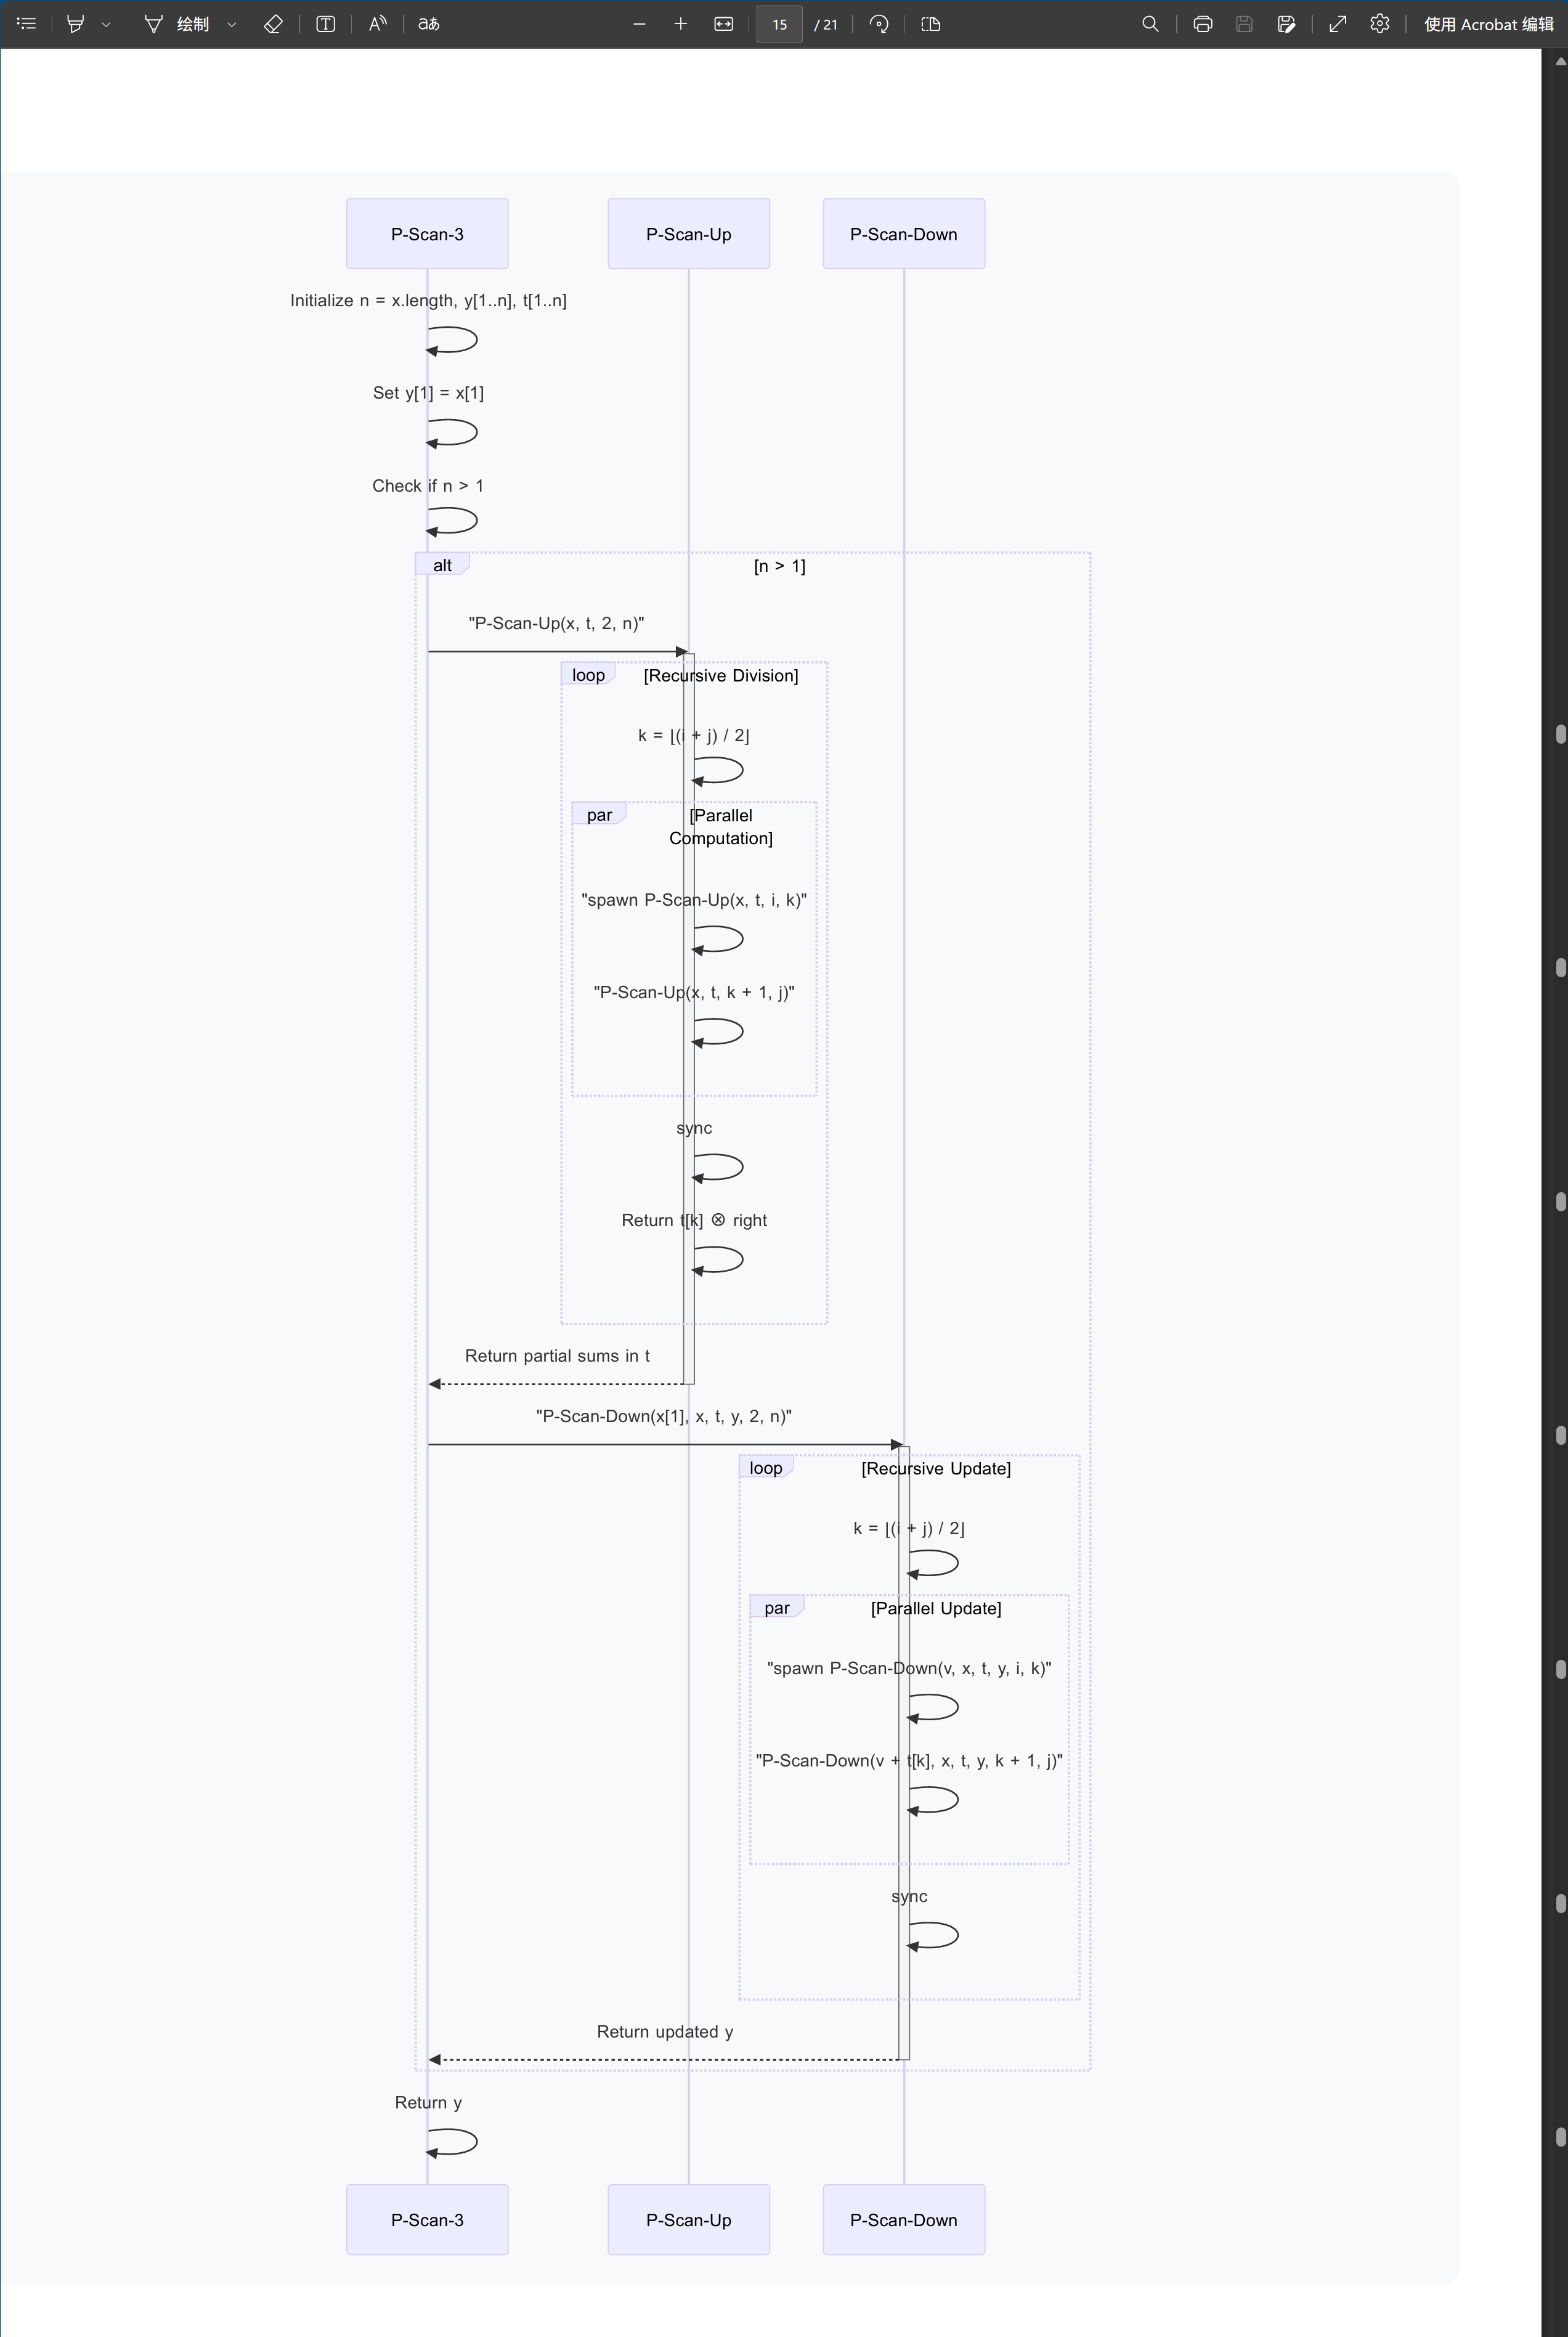 绘制
aあ
15 / 21
使用 Acrobat 编辑
P-Scan-3 P-Scan-Up P-Scan-Down
Initialize n = x.length, y[1..n], t[1..n]
Set y[1] = x[1]
Check if n > 1
alt [n > 1]
"P-Scan-Up(x, t, 2, n)"
loop [Recursive Division]
k = ⌊(i + j) / 2⌋
par [Parallel
Computation]
"spawn P-Scan-Up(x, t, i, k)"
"P-Scan-Up(x, t, k + 1, j)"
sync
Return t[k] ⊗ right
Return partial sums in t
"P-Scan-Down(x[1], x, t, y, 2, n)"
loop [Recursive Update]
k = ⌊(i + j) / 2⌋
par [Parallel Update]
"spawn P-Scan-Down(v, x, t, y, i, k)"
"P-Scan-Down(v + t[k], x, t, y, k + 1, j)"
sync
Return updated y
Return y
P-Scan-3 P-Scan-Up P-Scan-Down